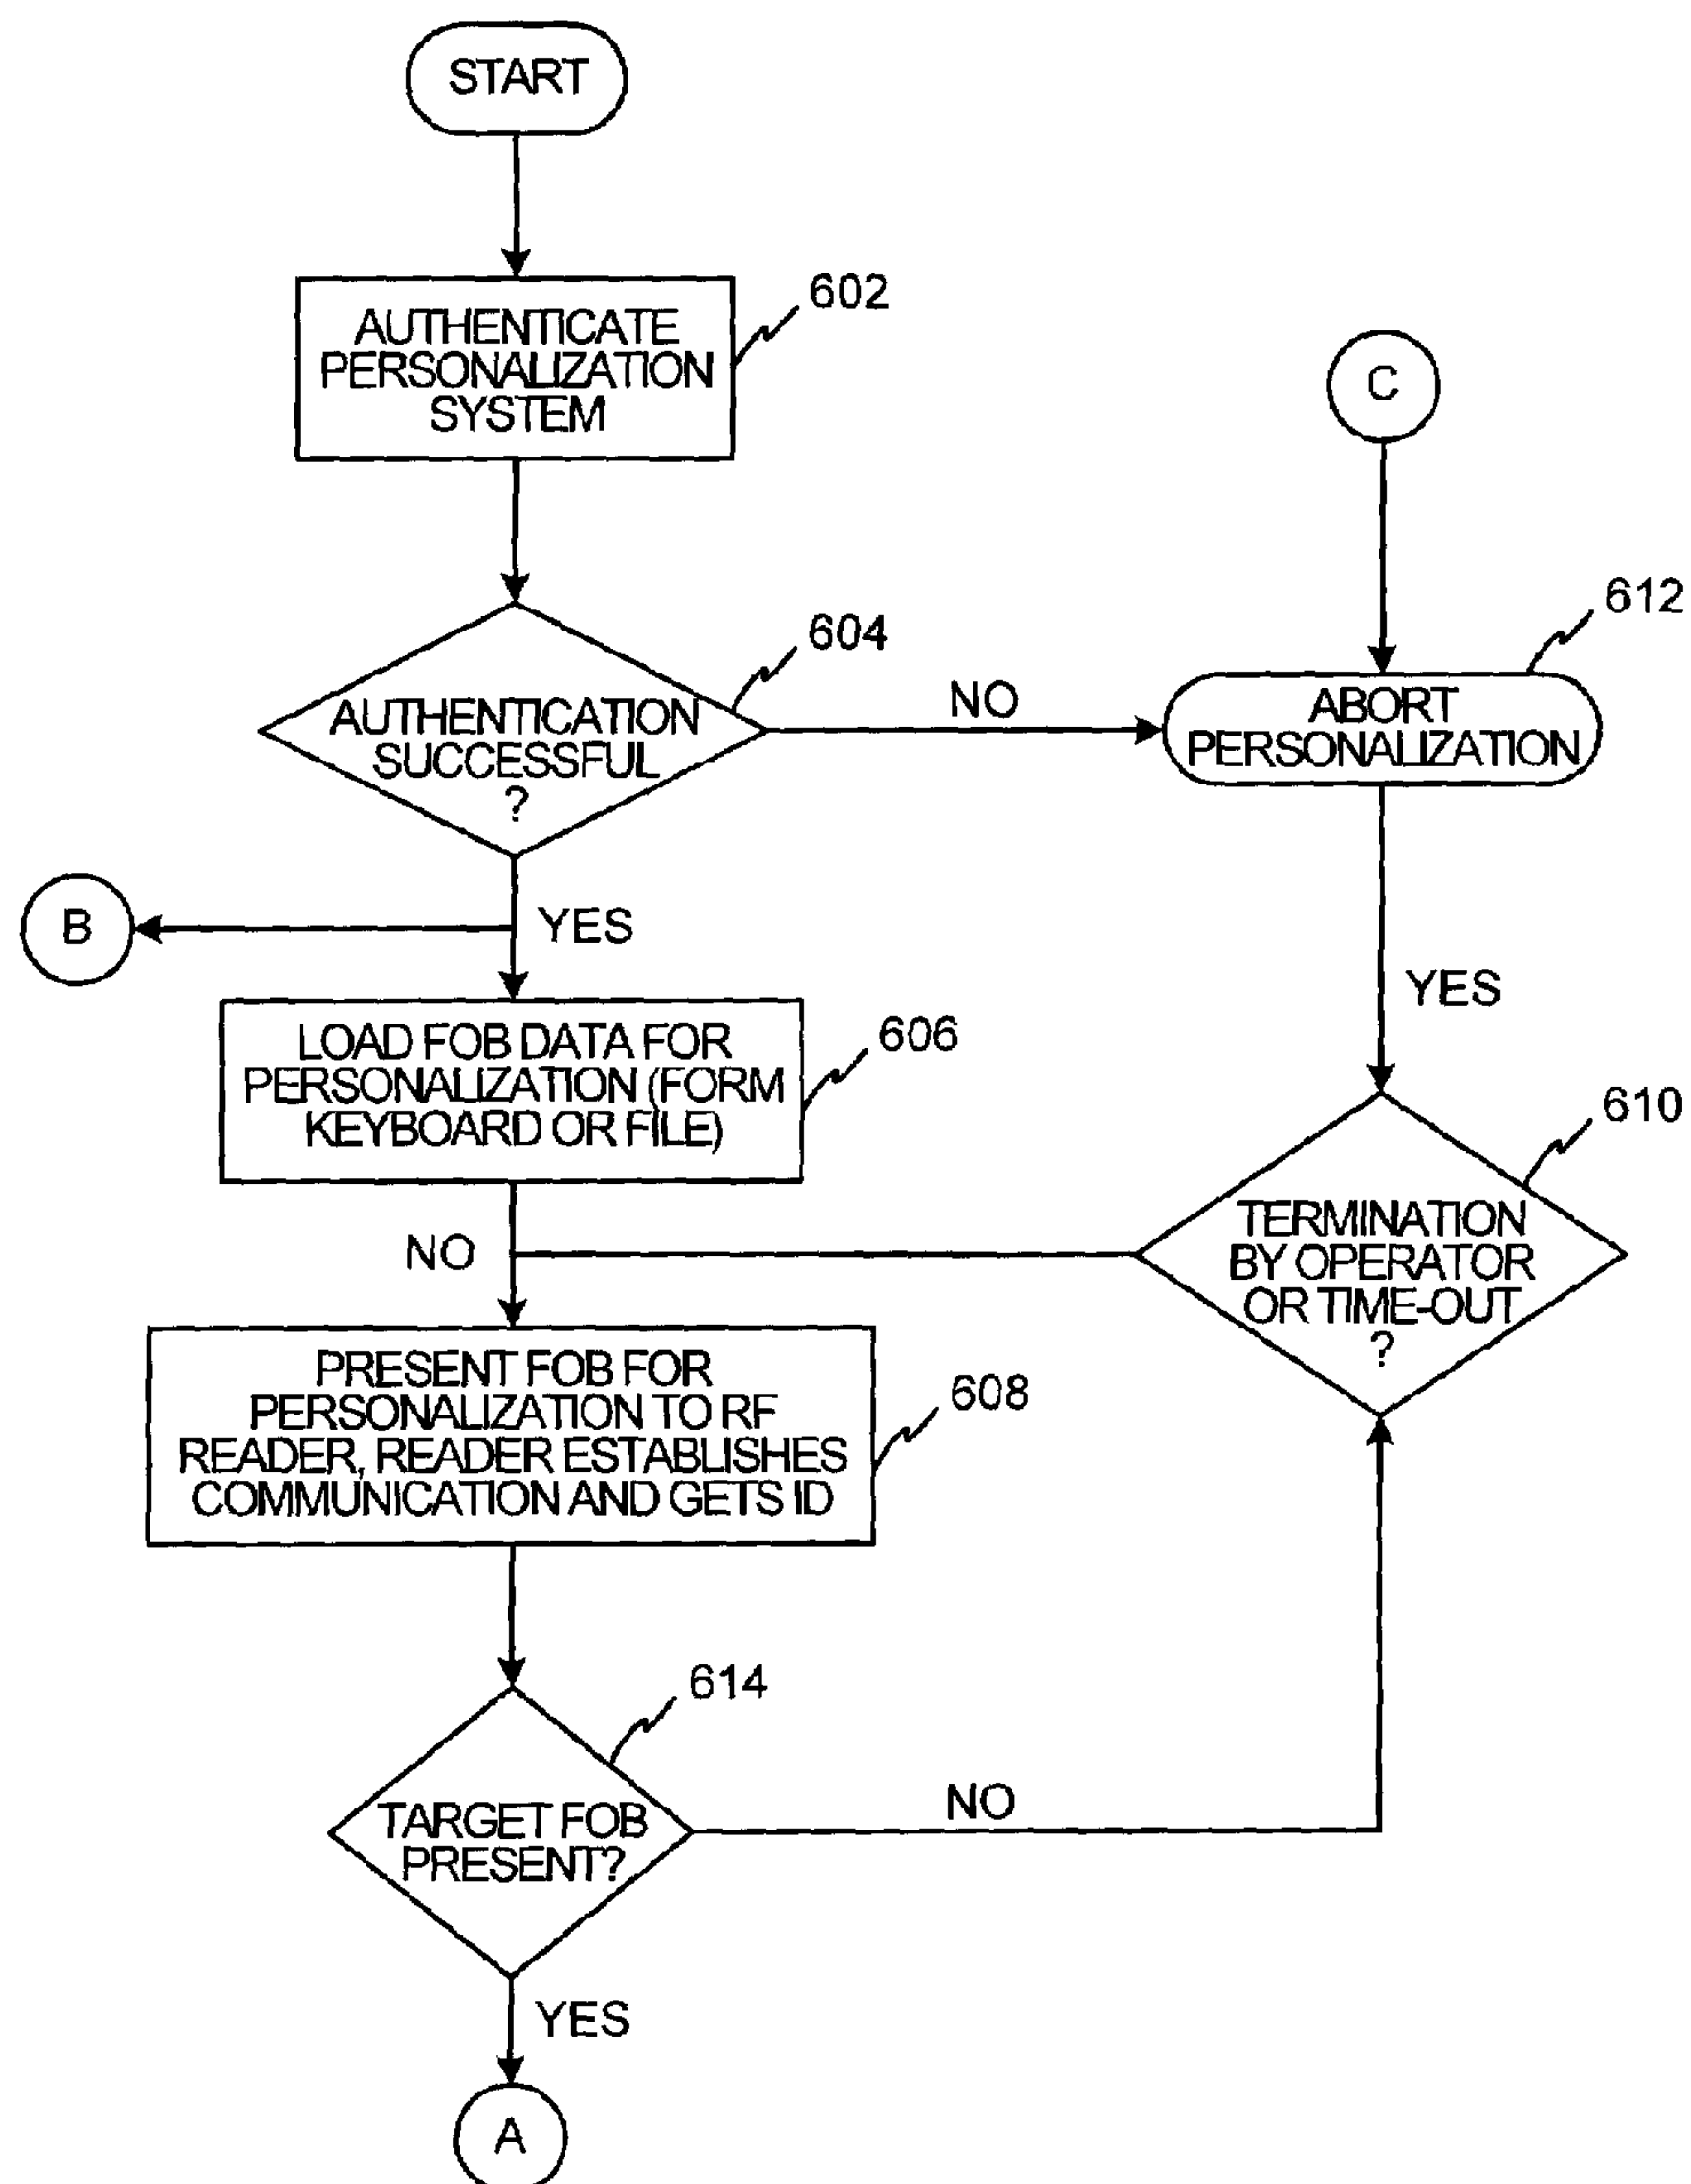 START
602
AUTHENTICATE
PERSONALIZATION
SYSTEM
C
612
604
NO
ABORT
PERSONALIZATION
AUTHENTICATION
SUCCESSFUL
?
B
YES
YES
606
LOAD FOB DATA FOR
PERSONALIZATION (FORM
KEYBOARD OR FILE)
610
NO
TERMINATION
BY OPERATOR
OR TIME-OUT
?
PRESENT FOB FOR
PERSONALIZATION TO RF
READER, READER ESTABLISHES
COMMUNICATION AND GETS ID
608
614
TARGET FOB
PRESENT?
NO
YES
A